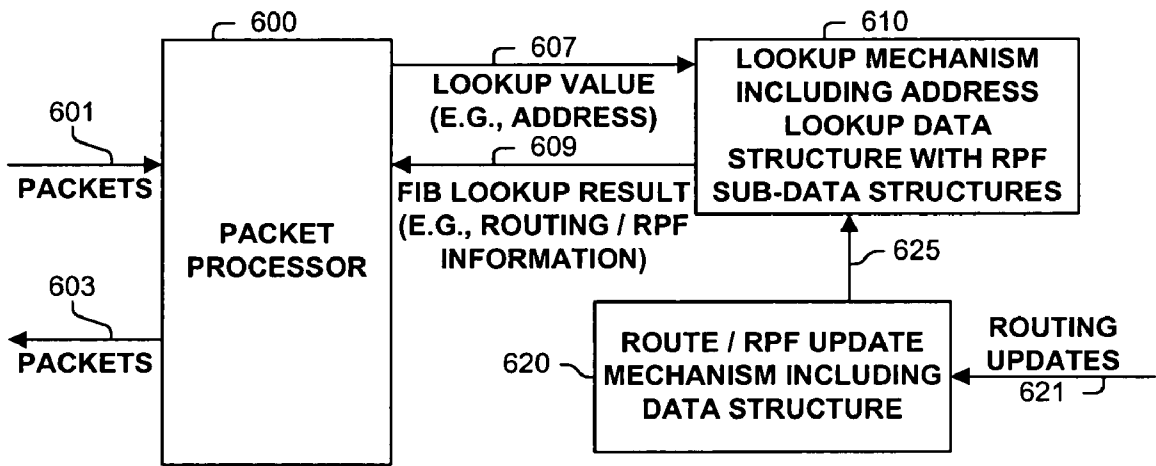 600
607
610
LOOKUP VALUE
(E.G., ADDRESS)
LOOKUP MECHANISM
INCLUDING ADDRESS
LOOKUP DATA
STRUCTURE WITH RPF
SUB-DATA STRUCTURES
601
PACKETS
609
FIB LOOKUP RESULT
(E.G., ROUTING / RPF
INFORMATION)
PACKET
PROCESSOR
625
603
PACKETS
620
ROUTE / RPF UPDATE
MECHANISM INCLUDING
DATA STRUCTURE
ROUTING
UPDATES
621